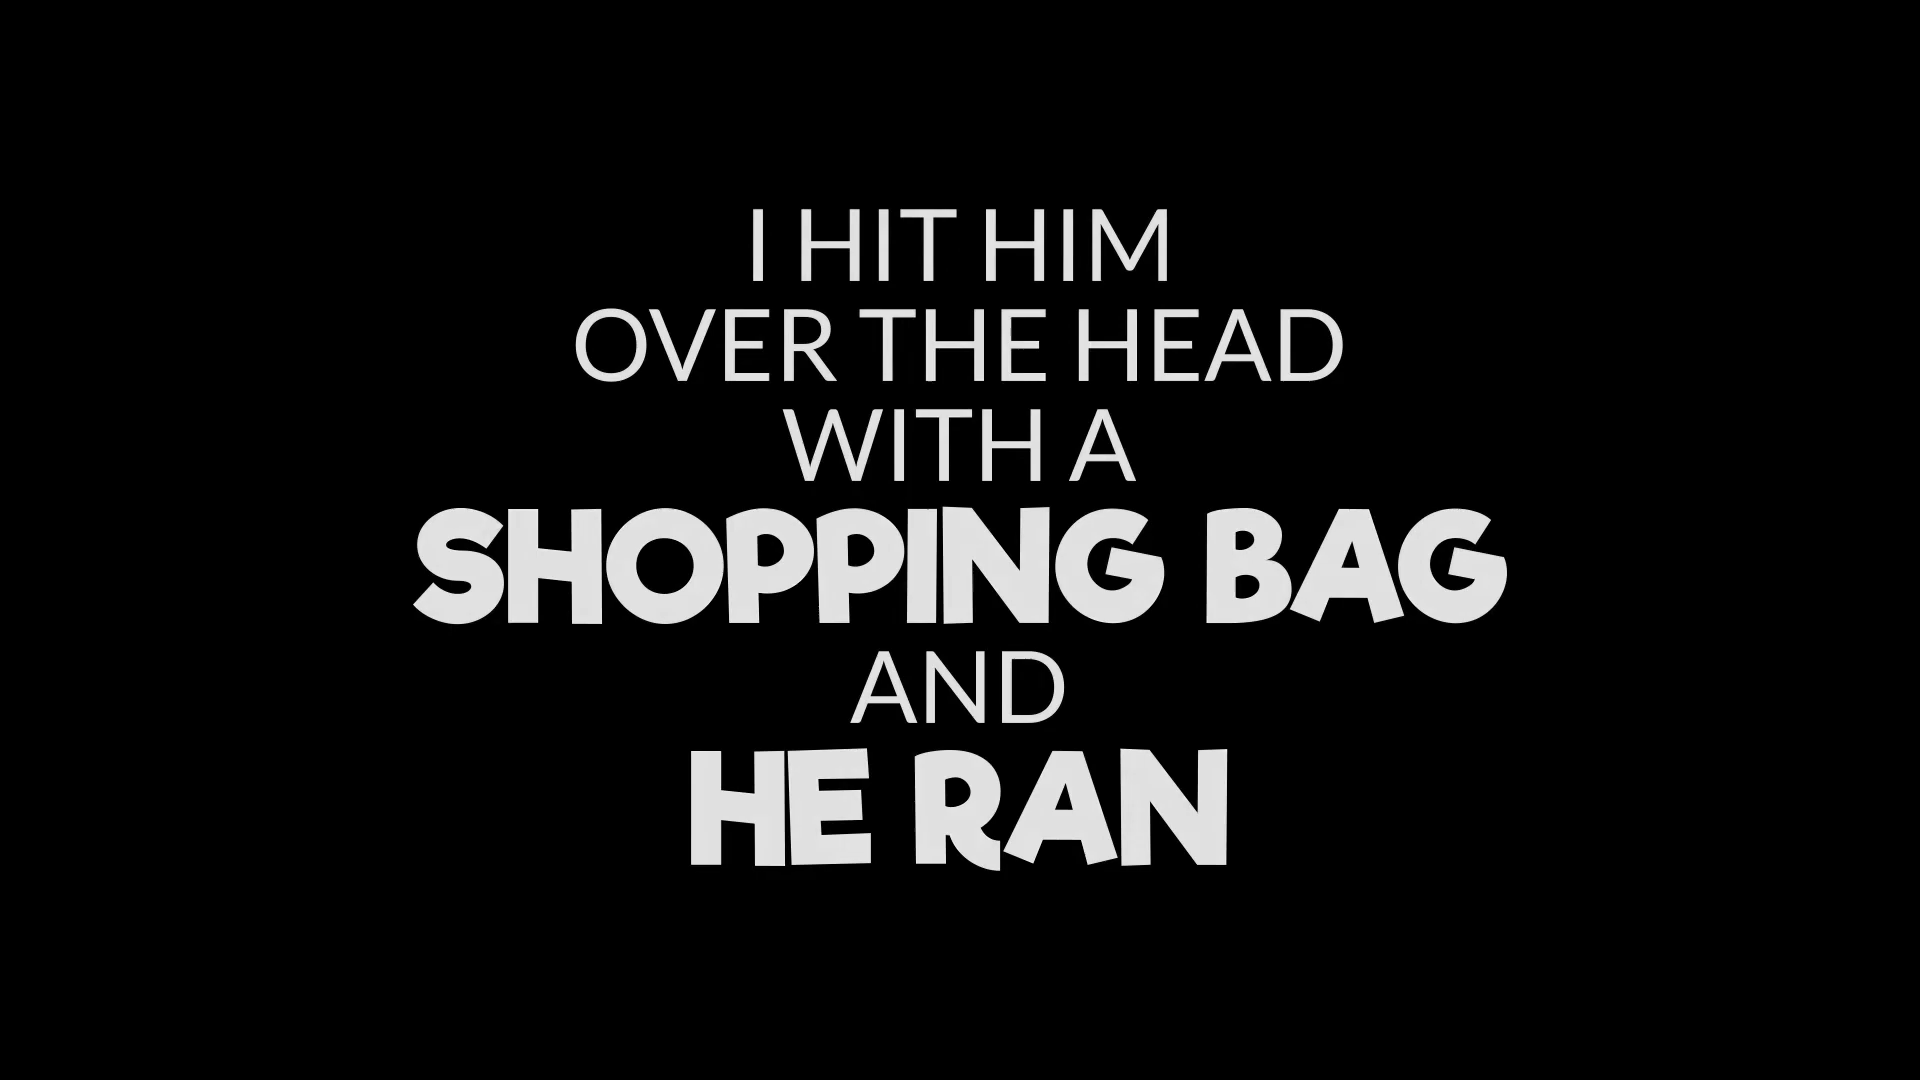 I HIT HIM
OVER THE HEAD
WITH A
SHOPPING BAG
AND
HE RAN